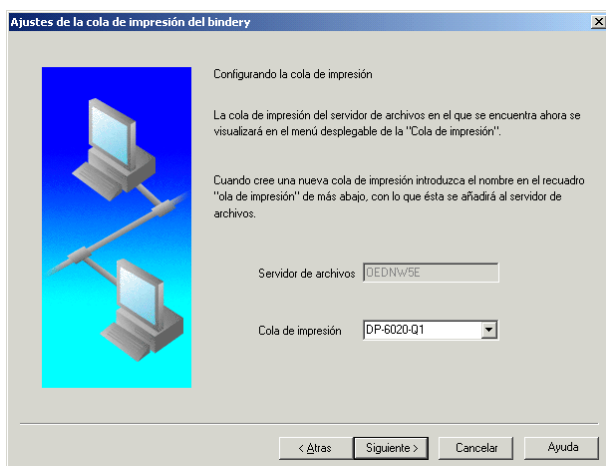 Ajustes de la cola de impresión del bindery
Configurando la cola de impresión
La cola de impresión del servidor de archivos en el que se encuentra ahora se
visualizará en el menú desplegable de la "Cola de impresión".
Cuando cree una nueva cola de impresión introduzca el nombre en el recuadro
"ola de impresión" de más abajo, con lo que ésta se añadirá al servidor de
archivos.
Servidor de archivos OEDNW5E
Cola de impresión DP-6020-Q1
< Atras Siguiente > Cancelar Ayuda